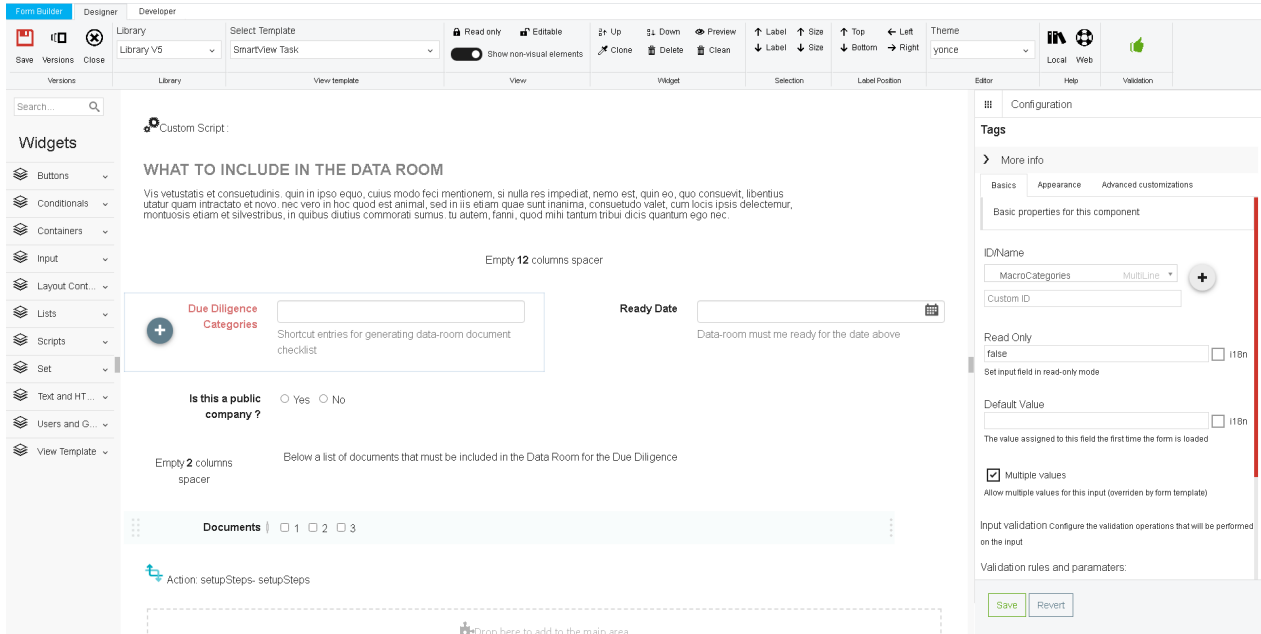 Form Builder Designer Developer
Library Select Template Read only Editable Up Down Preview Label Size Top Left Theme
Library V5 SmartView Task Show non-visual elements Clone Delete Clean Label Size Bottom Right yonce
Save Versions Close Local Web
Versions Library View template View Widget Selection Label Position Editor Help Validation
Search...
Widgets
Buttons
Conditionals
Containers
Input
Layout Cont...
Lists
Scripts
Set
Text and HT...
Users and G...
View Template
Custom Script :
WHAT TO INCLUDE IN THE DATA ROOM
Vis vetustatis et consuetudinis. quin in ipso equo, cuius modo feci mentionem, si nulla res impediat, nemo est, quin eo, quo consuevit, libentius
utatur quam intractato et novo. nec vero in hoc quod est animal, sed in iis etiam quae sunt inanima, consuetudo valet, cum locis ipsis delectemur,
montuosis etiam et silvestribus, in quibus diutius commorati sumus. tu autem, fanni, quod mihi tantum tribui dicis quantum ego nec.
Empty 12 columns spacer
Due Diligence
Categories
Shortcut entries for generating data-room document
checklist
Ready Date
Data-room must me ready for the date above
Is this a public
company ?
Yes No
Empty 2 columns
spacer
Below a list of documents that must be included in the Data Room for the Due Diligence
Documents 1 2 3
Action: setupSteps- setupSteps
Drop here to add to the main area
Configuration
Tags
More info
Basics Appearance Advanced customizations
Basic properties for this component
ID/Name
MacroCategories MultiLine
Custom ID
Read Only
false i18n
Set input field in read-only mode
Default Value
i18n
The value assigned to this field the first time the form is loaded
Multiple values
Allow multiple values for this input (overriden by form template)
Input validation Configure the validation operations that will be performed
on the input
Validation rules and paramaters:
Save Revert